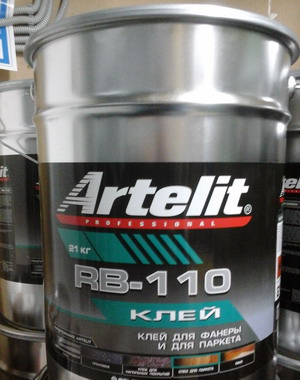 Artelit®
PROFESSIONAL
21 кг
RB-110
КЛЕЙ
КЛЕЙ ДЛЯ ФАНЕРЫ
И ДЛЯ ПАРКЕТА